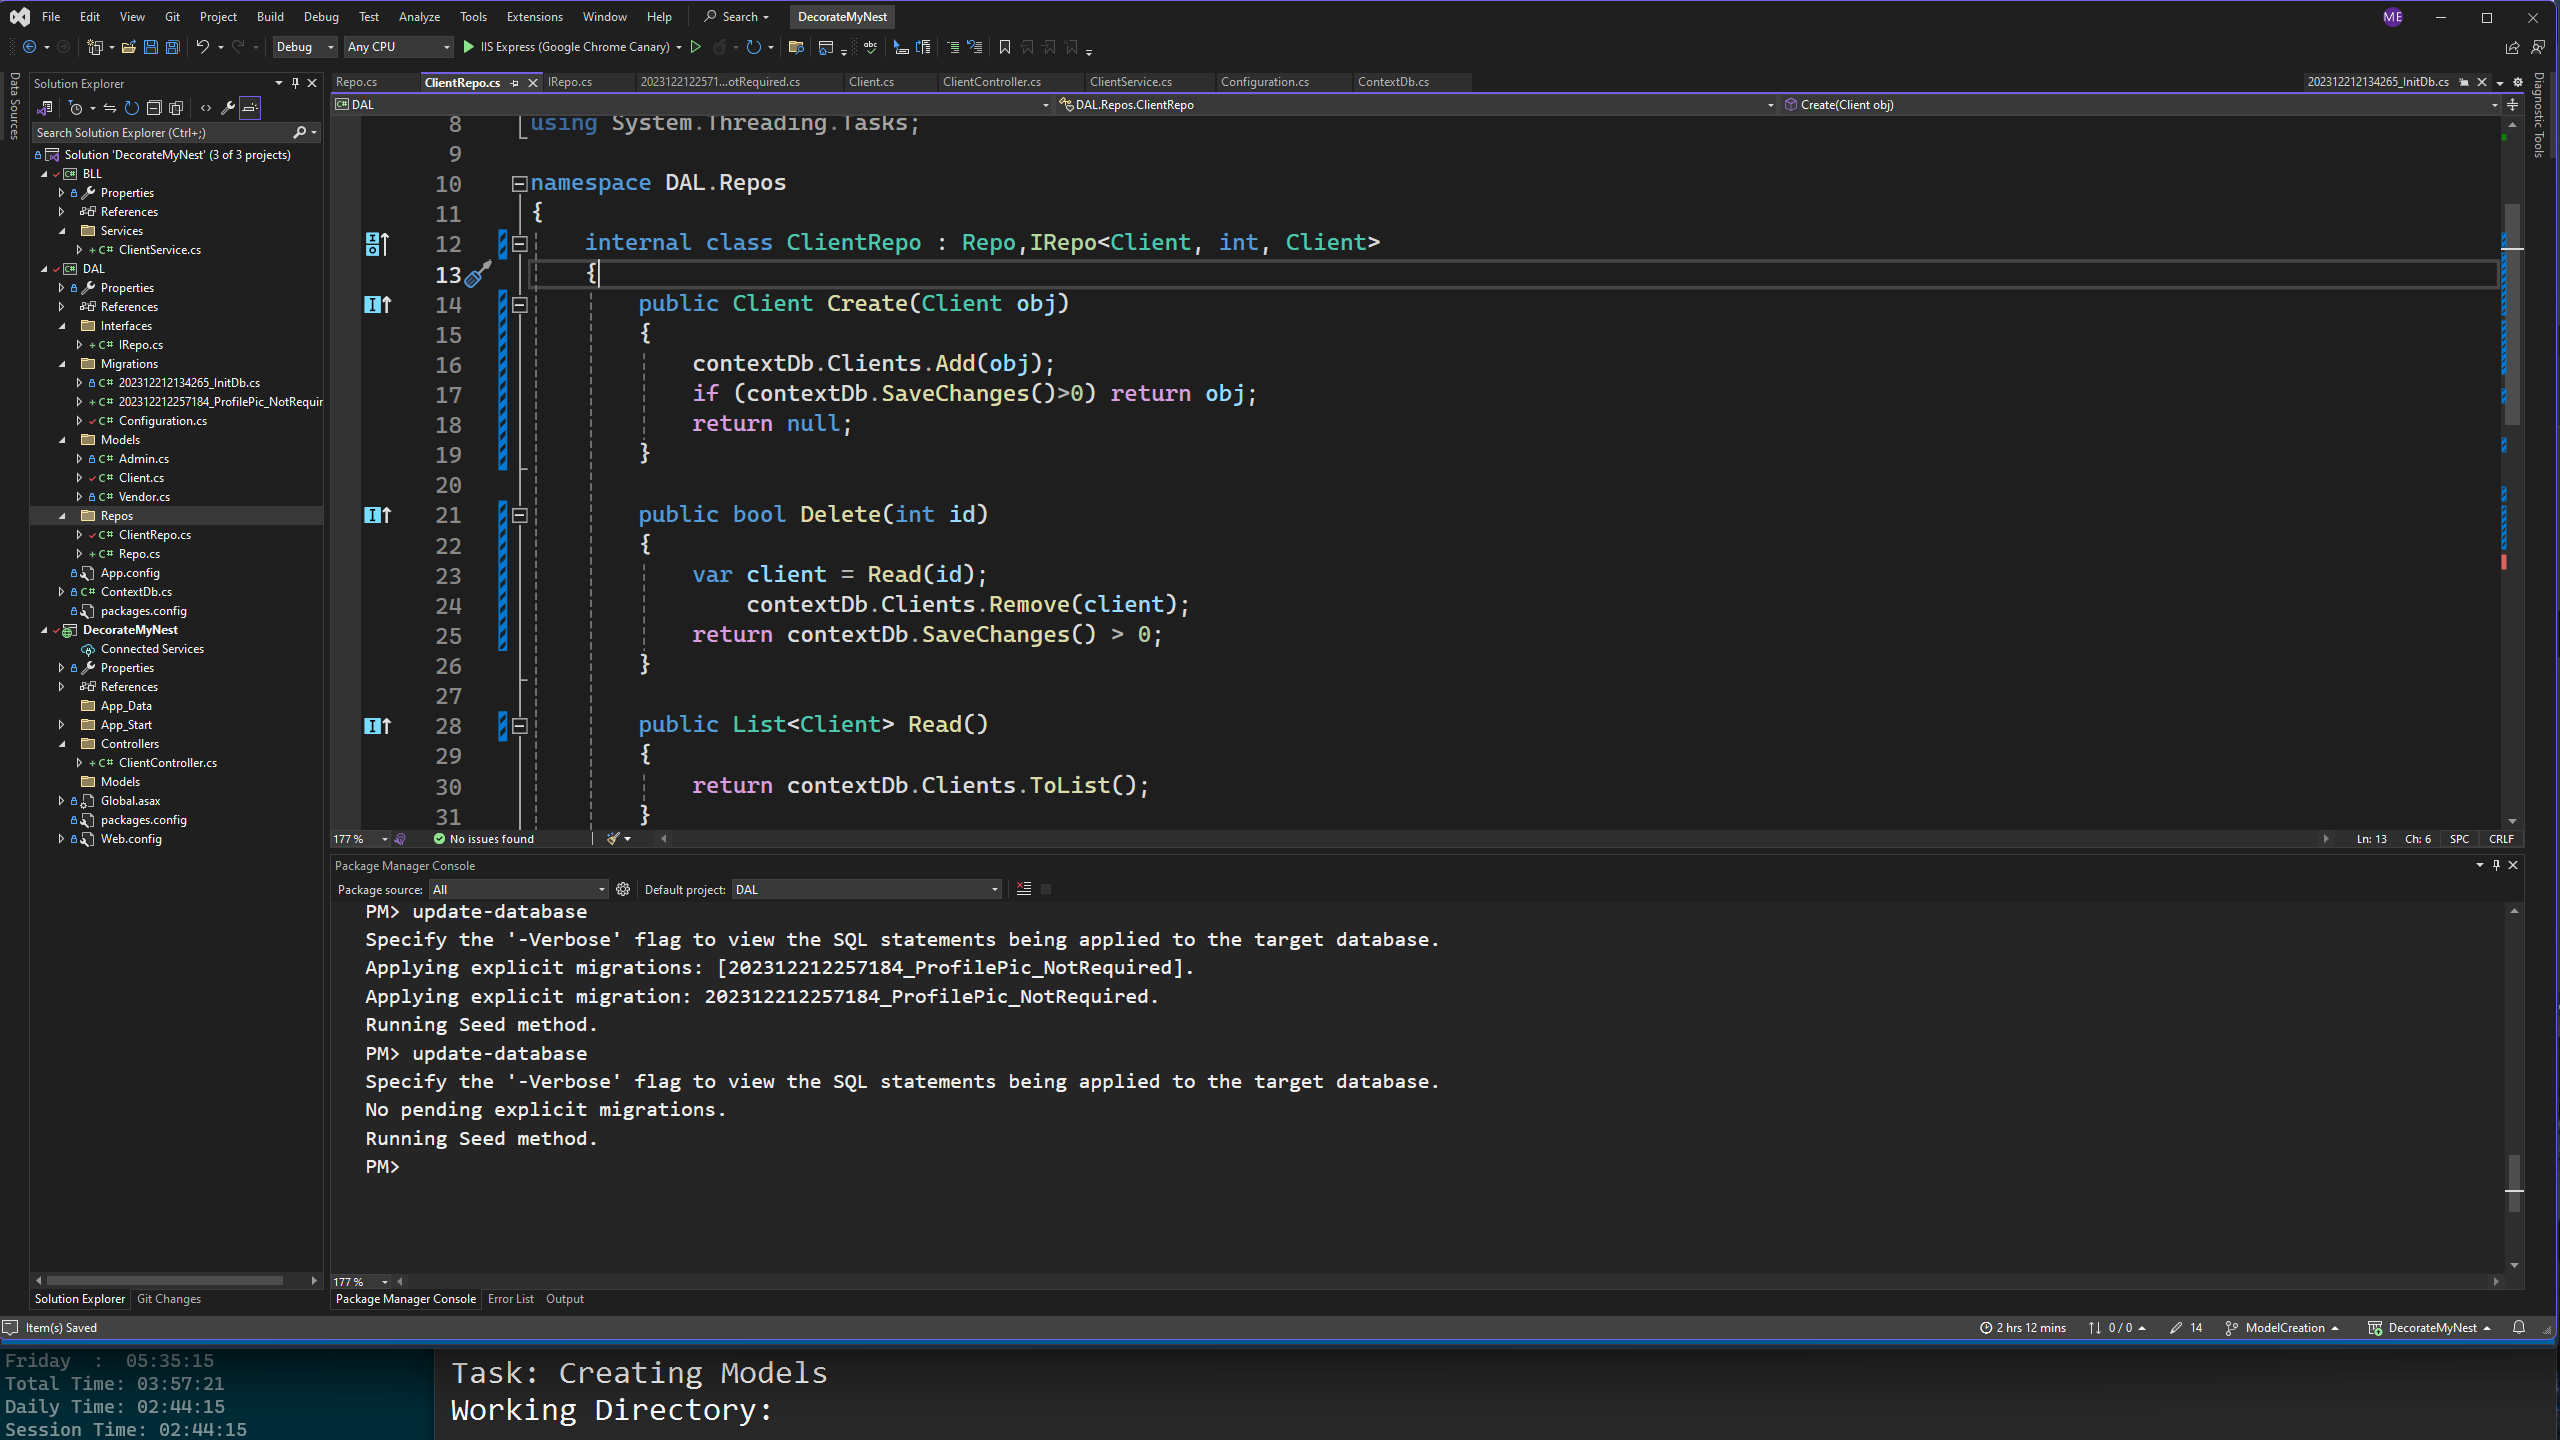 File Edit View Git Project Build Debug Test Analyze Tools Extensions Window Help Search DecorateMyNest ME
Debug Any CPU IIS Express (Google Chrome Canary)
Data Sources
Solution Explorer
Search Solution Explorer (Ctrl+;)
Solution 'DecorateMyNest' (3 of 3 projects)
BLL
Properties
References
Services
C# ClientService.cs
DAL
Properties
References
Interfaces
C# IRepo.cs
Migrations
C# 202312212134265_InitDb.cs
C# 202312212257184_ProfilePic_NotRequir
C# Configuration.cs
Models
C# Admin.cs
C# Client.cs
C# Vendor.cs
Repos
C# ClientRepo.cs
C# Repo.cs
App.config
C# ContextDb.cs
packages.config
DecorateMyNest
Connected Services
Properties
References
App_Data
App_Start
Controllers
C# ClientController.cs
Models
Global.asax
packages.config
Web.config
Solution Explorer Git Changes
Repo.cs ClientRepo.cs IRepo.cs 2023122122571...otRequired.cs Client.cs ClientController.cs ClientService.cs Configuration.cs ContextDb.cs 202312212134265_InitDb.cs
DAL DAL.Repos.ClientRepo Create(Client obj)
Diagnostic Tools
8 using System.Threading.Tasks;
9
10 namespace DAL.Repos
11 {
12 internal class ClientRepo : Repo,IRepo<Client, int, Client>
13 {
14 public Client Create(Client obj)
15 {
16 contextDb.Clients.Add(obj);
17 if (contextDb.SaveChanges()>0) return obj;
18 return null;
19 }
20
21 public bool Delete(int id)
22 {
23 var client = Read(id);
24 contextDb.Clients.Remove(client);
25 return contextDb.SaveChanges() > 0;
26 }
27
28 public List<Client> Read()
29 {
30 return contextDb.Clients.ToList();
31 }
177 % No issues found Ln: 13 Ch: 6 SPC CRLF
Package Manager Console
Package source: All Default project: DAL
PM> update-database
Specify the '-Verbose' flag to view the SQL statements being applied to the target database.
Applying explicit migrations: [202312212257184_ProfilePic_NotRequired].
Applying explicit migration: 202312212257184_ProfilePic_NotRequired.
Running Seed method.
PM> update-database
Specify the '-Verbose' flag to view the SQL statements being applied to the target database.
No pending explicit migrations.
Running Seed method.
PM>
177 %
Package Manager Console Error List Output
Item(s) Saved 2 hrs 12 mins 0 / 0 14 ModelCreation DecorateMyNest
Friday : 05:35:15
Total Time: 03:57:21
Daily Time: 02:44:15
Session Time: 02:44:15
Task: Creating Models
Working Directory: